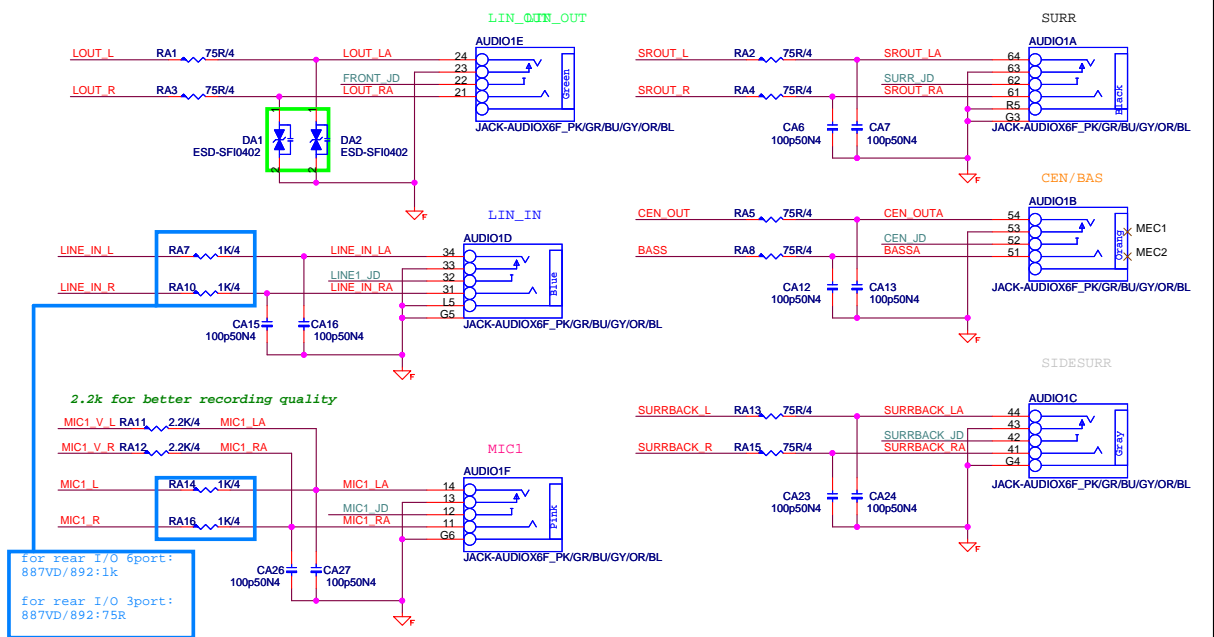 LIN_OUT LIN_OUT
AUDIO1E
LOUT_L RA1 75R/4 LOUT_LA 24
23
FRONT_JD 22
LOUT_R RA3 75R/4 LOUT_RA 21
Green
JACK-AUDIOX6F_PK/GR/BU/GY/OR/BL
1 1
DA1 DA2
ESD-SFI0402 ESD-SFI0402
2 2
F
LIN_IN
AUDIO1D
LINE_IN_L RA7 1K/4 LINE_IN_LA 34
33
LINE1_JD 32
LINE_IN_R RA10 1K/4 LINE_IN_RA 31
L5
G5
Blue
JACK-AUDIOX6F_PK/GR/BU/GY/OR/BL
CA15 CA16
100p50N4 100p50N4
F
2.2k for better recording quality
MIC1_V_L RA11 2.2K/4 MIC1_LA
MIC1_V_R RA12 2.2K/4 MIC1_RA
MIC1
AUDIO1F
MIC1_L RA14 1K/4 MIC1_LA 14
13
MIC1_JD 12
MIC1_R RA16 1K/4 MIC1_RA 11
G6
Pink
JACK-AUDIOX6F_PK/GR/BU/GY/OR/BL
CA26 CA27
100p50N4 100p50N4
F
for rear I/O 6port:
887VD/892:1k
for rear I/O 3port:
887VD/892:75R
SURR
AUDIO1A
SROUT_L RA2 75R/4 SROUT_LA 64
63
SURR_JD 62
SROUT_R RA4 75R/4 SROUT_RA 61
R5
G3
Black
JACK-AUDIOX6F_PK/GR/BU/GY/OR/BL
CA6 CA7
100p50N4 100p50N4
F
CEN/BAS
AUDIO1B
CEN_OUT RA5 75R/4 CEN_OUTA 54
53
CEN_JD 52
BASS RA8 75R/4 BASSA 51
Orang
MEC1
MEC2
JACK-AUDIOX6F_PK/GR/BU/GY/OR/BL
CA12 CA13
100p50N4 100p50N4
F
SIDESURR
AUDIO1C
SURRBACK_L RA13 75R/4 SURRBACK_LA 44
43
SURRBACK_JD 42
SURRBACK_R RA15 75R/4 SURRBACK_RA 41
G4
Gray
JACK-AUDIOX6F_PK/GR/BU/GY/OR/BL
CA23 CA24
100p50N4 100p50N4
F